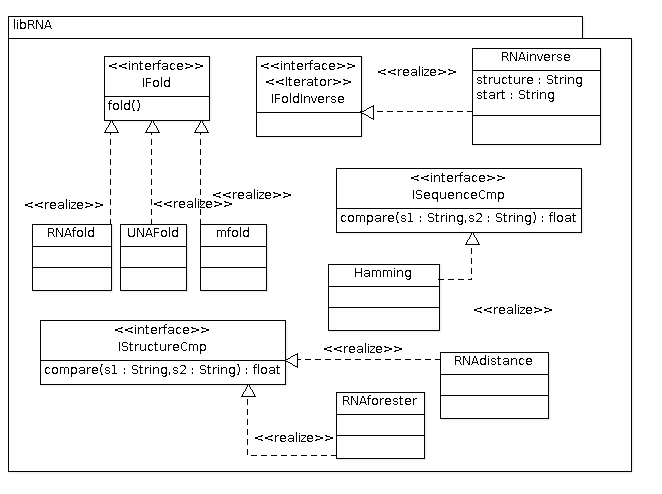 libRNA
<<interface>>
IFold
fold()
<<interface>>
<<Iterator>>
IFoldInverse
<<realize>>
RNAinverse
structure : String
start : String
<<realize>>
<<realize>>
<<realize>>
RNAfold
UNAFold
mfold
<<interface>>
ISequenceCmp
compare(s1 : String,s2 : String) : float
Hamming
<<realize>>
<<interface>>
IStructureCmp
compare(s1 : String,s2 : String) : float
<<realize>>
RNAdistance
RNAforester
<<realize>>